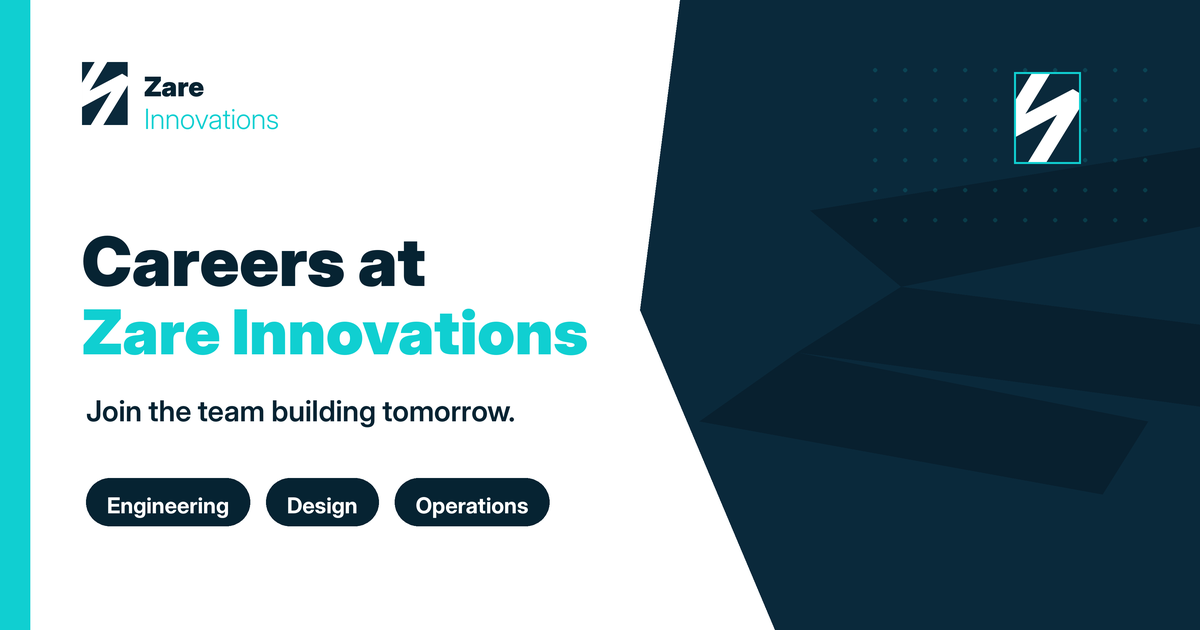 Zare
Innovations
Careers at
Zare Innovations
Join the team building tomorrow.
Engineering Design Operations